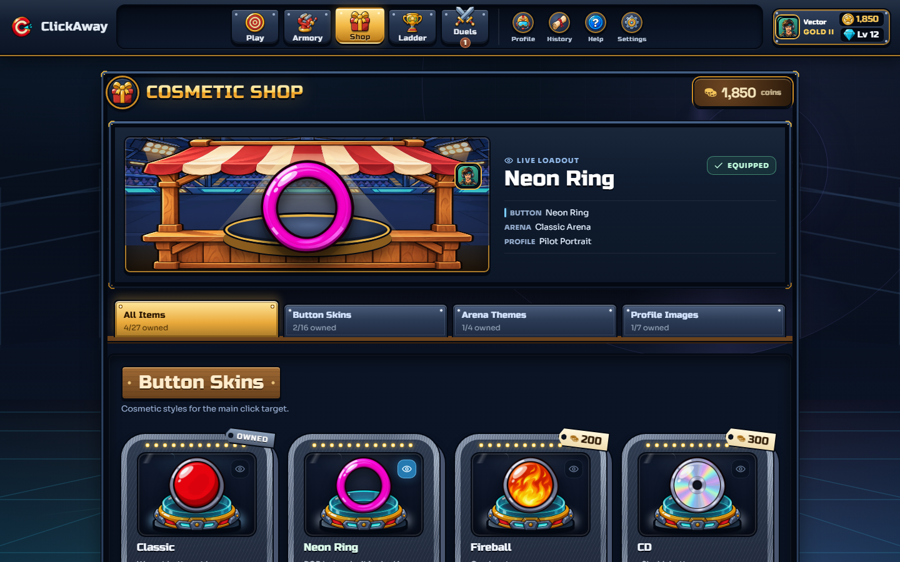 ClickAway
Play
Armory
Shop
Ladder
Duels
1
Profile
History
Help
Settings
Vector
GOLD II
1,850
Lv 12
COSMETIC SHOP
1,850 coins
LIVE LOADOUT
Neon Ring
EQUIPPED
BUTTON Neon Ring
ARENA Classic Arena
PROFILE Pilot Portrait
All Items
4/27 owned
Button Skins
2/16 owned
Arena Themes
1/4 owned
Profile Images
1/7 owned
Button Skins
Cosmetic styles for the main click target.
OWNED
200
300
Classic
Neon Ring
Fireball
CD